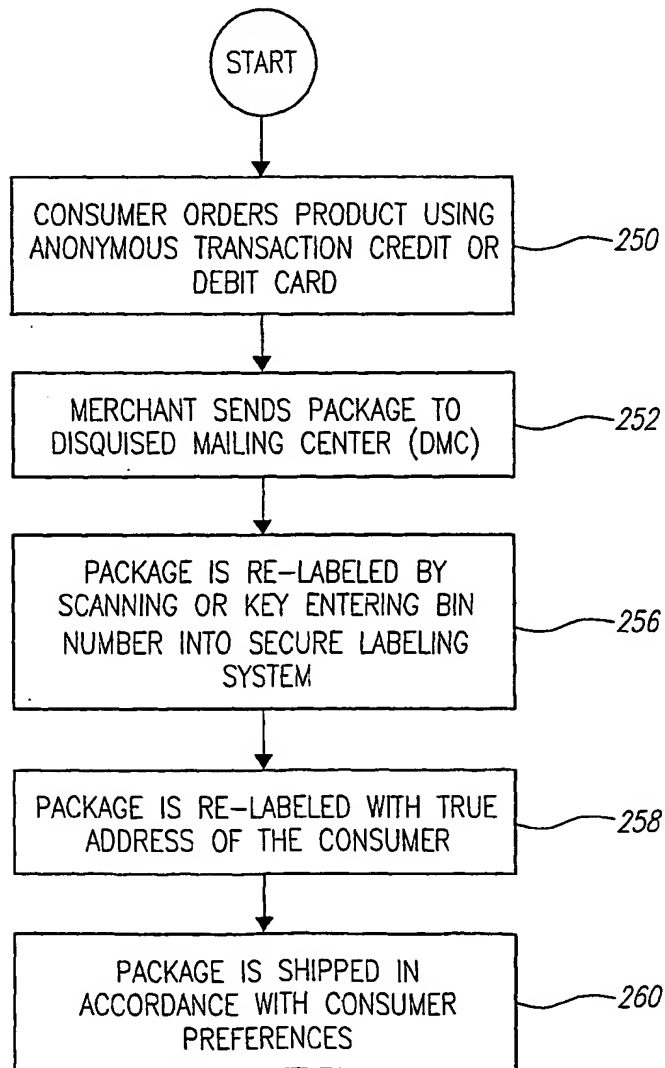 START
CONSUMER ORDERS PRODUCT USING
ANONYMOUS TRANSACTION CREDIT OR
DEBIT CARD
250
MERCHANT SENDS PACKAGE TO
DISQUISED MAILING CENTER (DMC)
252
PACKAGE IS RE-LABELED BY
SCANNING OR KEY ENTERING BIN
NUMBER INTO SECURE LABELING
SYSTEM
256
PACKAGE IS RE-LABELED WITH TRUE
ADDRESS OF THE CONSUMER
258
PACKAGE IS SHIPPED IN
ACCORDANCE WITH CONSUMER
PREFERENCES
260